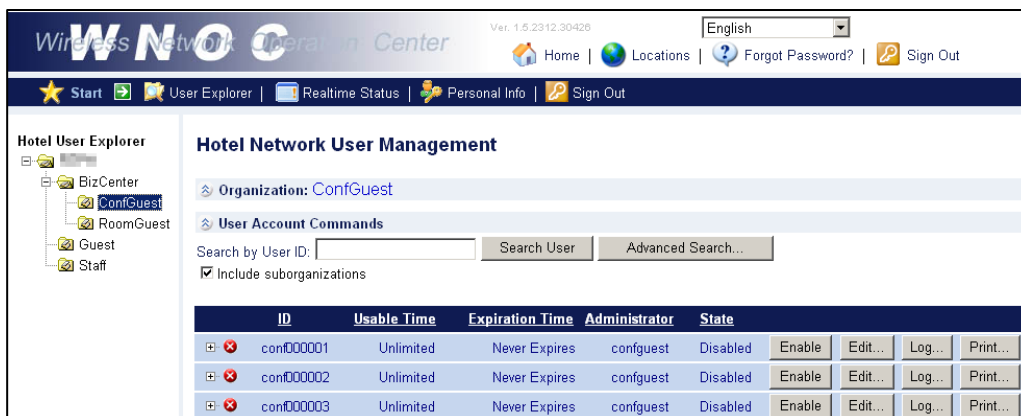 Wireless Network Operation Center
WNOC
Ver. 1.5.2312.30426
English
Home | Locations | Forgot Password? | Sign Out
Start User Explorer | Realtime Status | Personal Info | Sign Out
Hotel User Explorer
BizCenter
ConfGuest
RoomGuest
Guest
Staff
Hotel Network User Management
Organization: ConfGuest
User Account Commands
Search by User ID: Search User Advanced Search...
Include suborganizations
ID Usable Time Expiration Time Administrator State
conf000001 Unlimited Never Expires confguest Disabled Enable Edit... Log... Print...
conf000002 Unlimited Never Expires confguest Disabled Enable Edit... Log... Print...
conf000003 Unlimited Never Expires confguest Disabled Enable Edit... Log... Print...